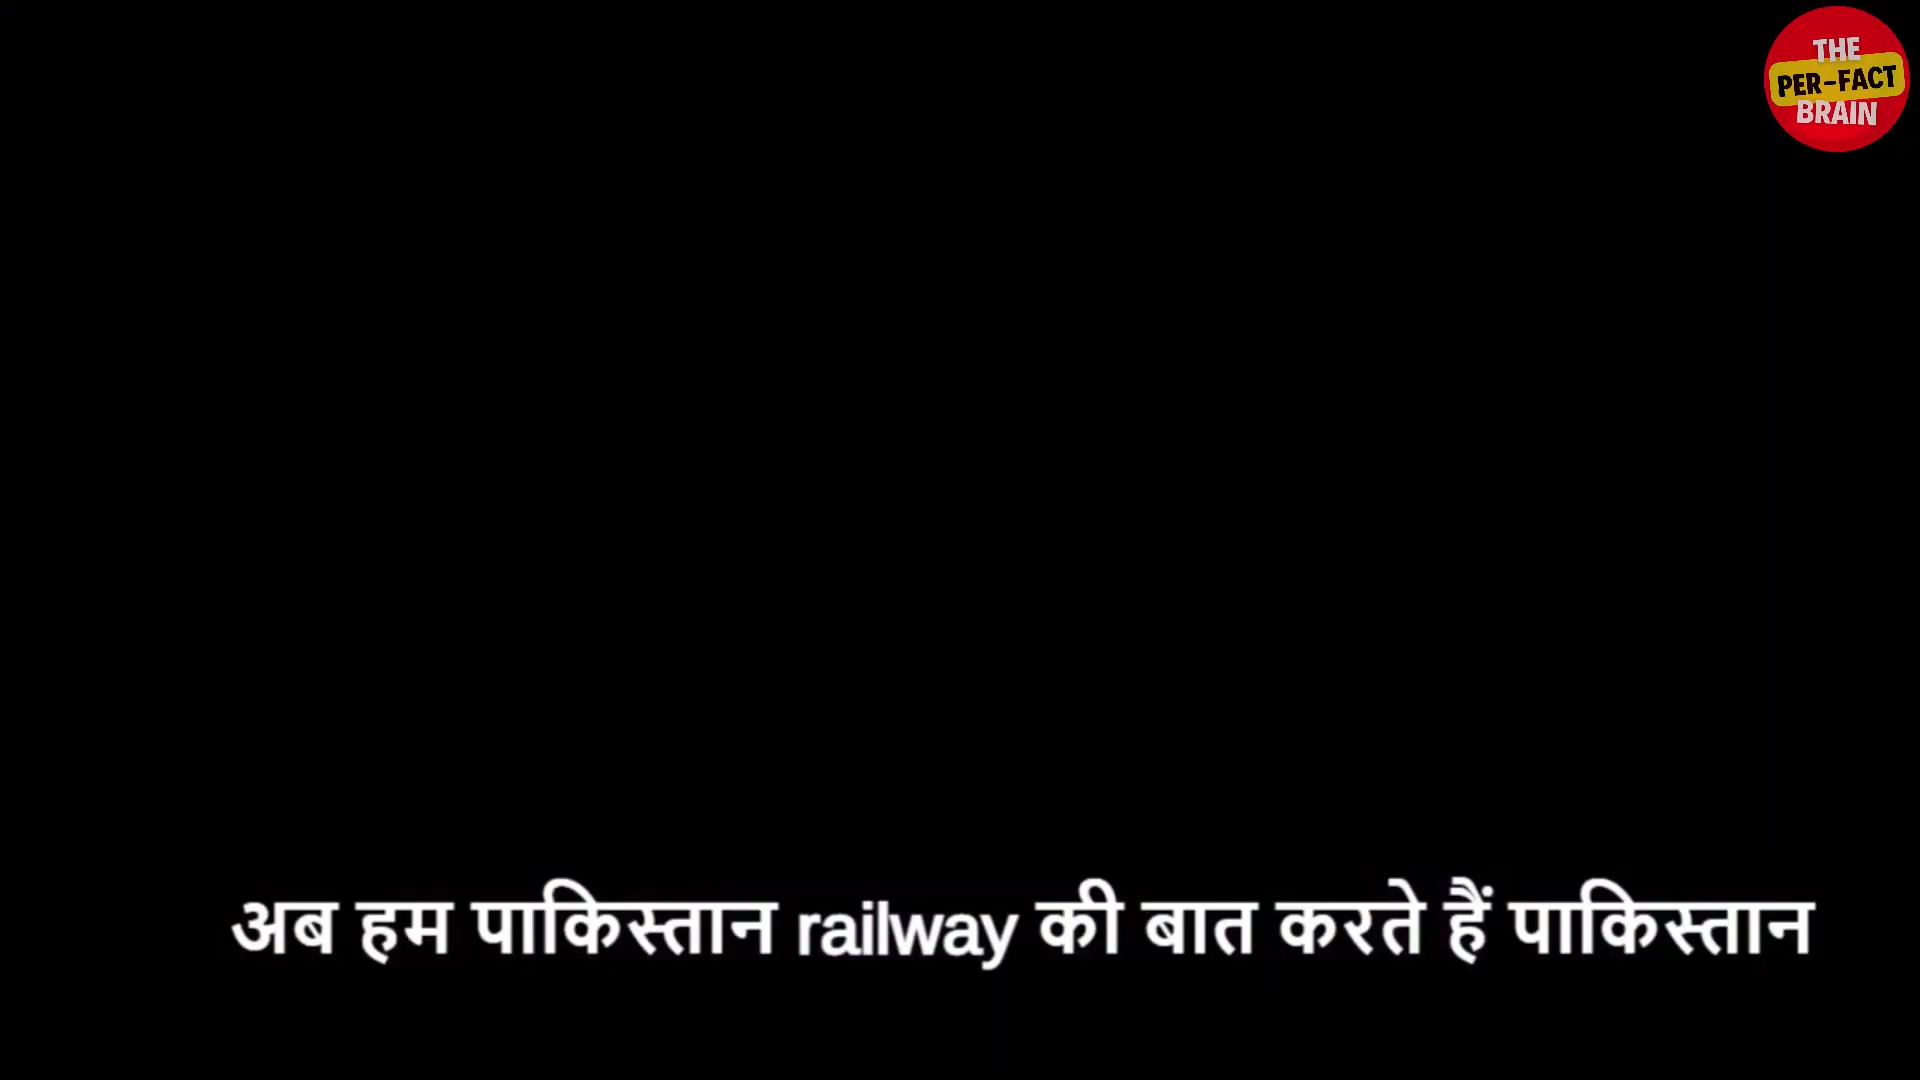 THE
PER-FACT
BRAIN
अब हम पाकिस्तान railway की बात करते हैं पाकिस्तान